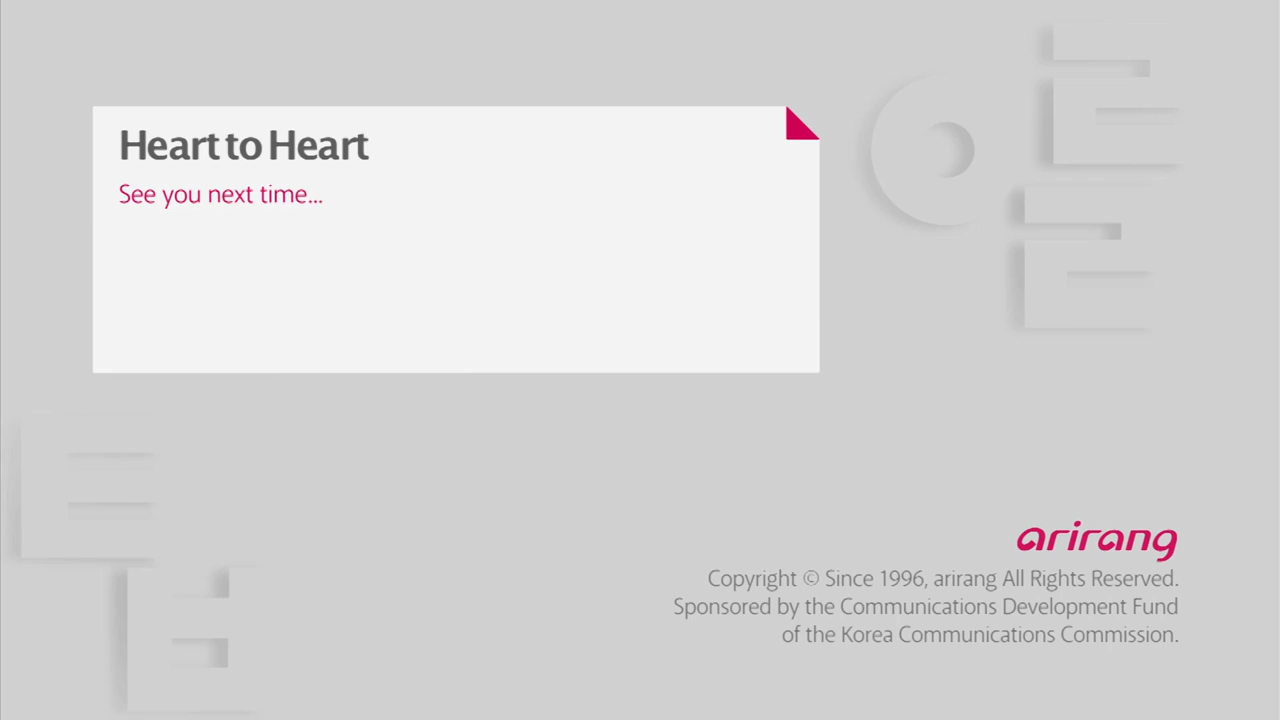 Heart to Heart
See you next time...
arirang
Copyright © Since 1996, arirang All Rights Reserved.
Sponsored by the Communications Development Fund
of the Korea Communications Commission.